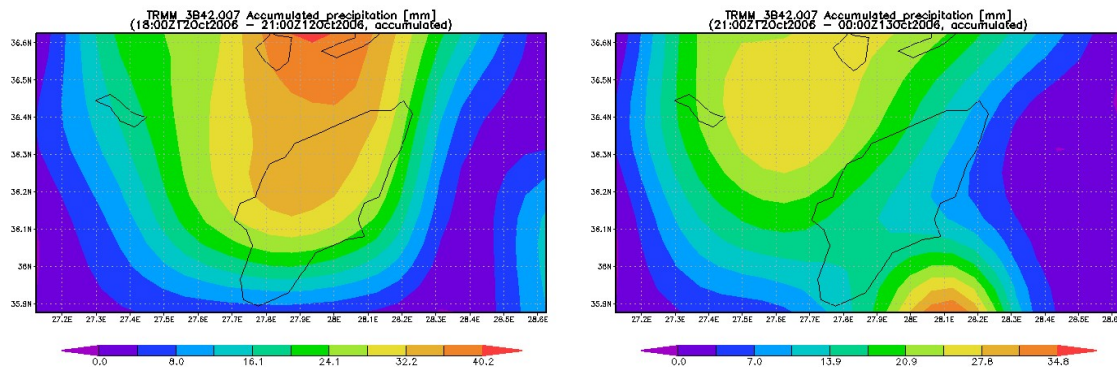 TRMM_3B42.007 Accumulated precipitation [mm]
(18:00Z12Oct2006 - 21:00Z12Oct2006, accumulated)
36.6N
36.5N
36.4N
36.3N
36.2N
36.1N
36N
35.9N
27.2E 27.3E 27.4E 27.5E 27.6E 27.7E 27.8E 27.9E 28E 28.1E 28.2E 28.3E 28.4E 28.5E 28.6E
0.0 8.0 16.1 24.1 32.2 40.2
TRMM_3B42.007 Accumulated precipitation [mm]
(21:00Z12Oct2006 - 00:00Z13Oct2006, accumulated)
36.6N
36.5N
36.4N
36.3N
36.2N
36.1N
36N
35.9N
27.2E 27.3E 27.4E 27.5E 27.6E 27.7E 27.8E 27.9E 28E 28.1E 28.2E 28.3E 28.4E 28.5E 28.6E
0.0 7.0 13.9 20.9 27.8 34.8